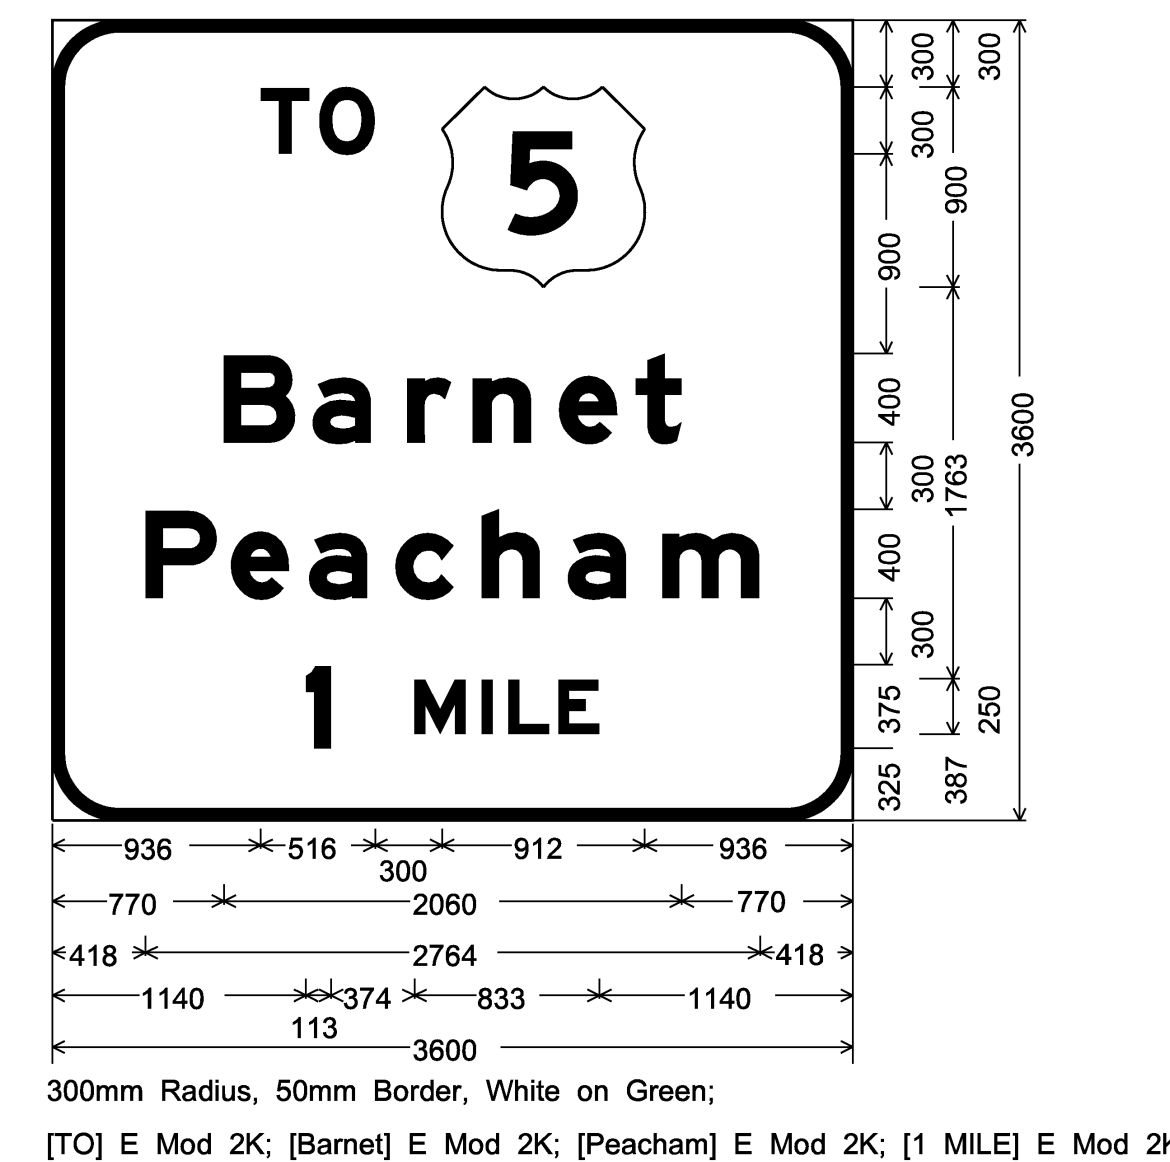 TO 5
Barnet
Peacham
1 MILE
300
300
900
400
300
400
300
375
325
300
900
1763
250
387
3600
936 516 300 912 936
770 2060 770
418 2764 418
1140 113 374 833 1140
3600
300mm Radius, 50mm Border, White on Green;
[TO] E Mod 2K; [Barnet] E Mod 2K; [Peacham] E Mod 2K; [1 MILE] E Mod 2K